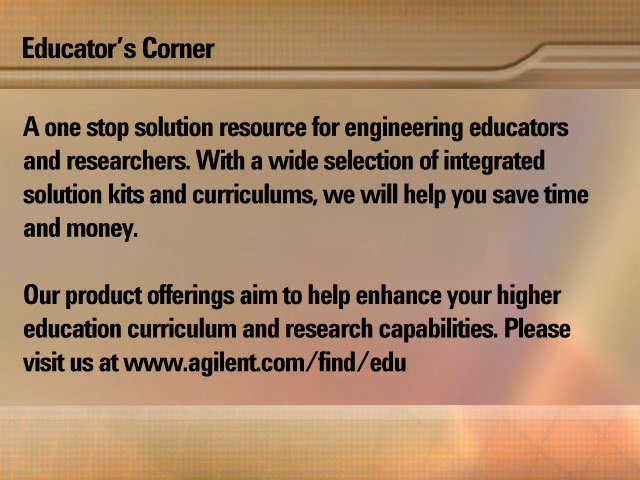 Educator's Corner
A one stop solution resource for engineering educators
and researchers. With a wide selection of integrated
solution kits and curriculums, we will help you save time
and money.
Our product offerings aim to help enhance your higher
education curriculum and research capabilities. Please
visit us at www.agilent.com/find/edu